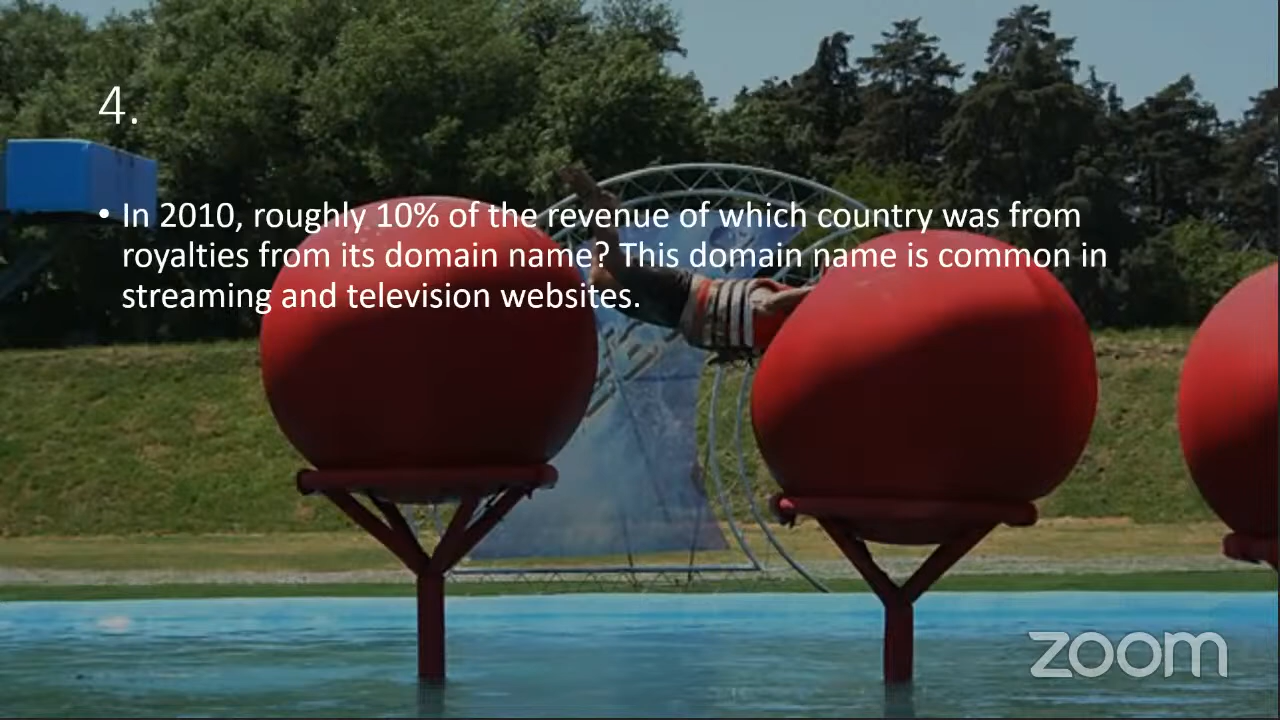 4.
• In 2010, roughly 10% of the revenue of which country was from
royalties from its domain name? This domain name is common in
streaming and television websites.
zoom